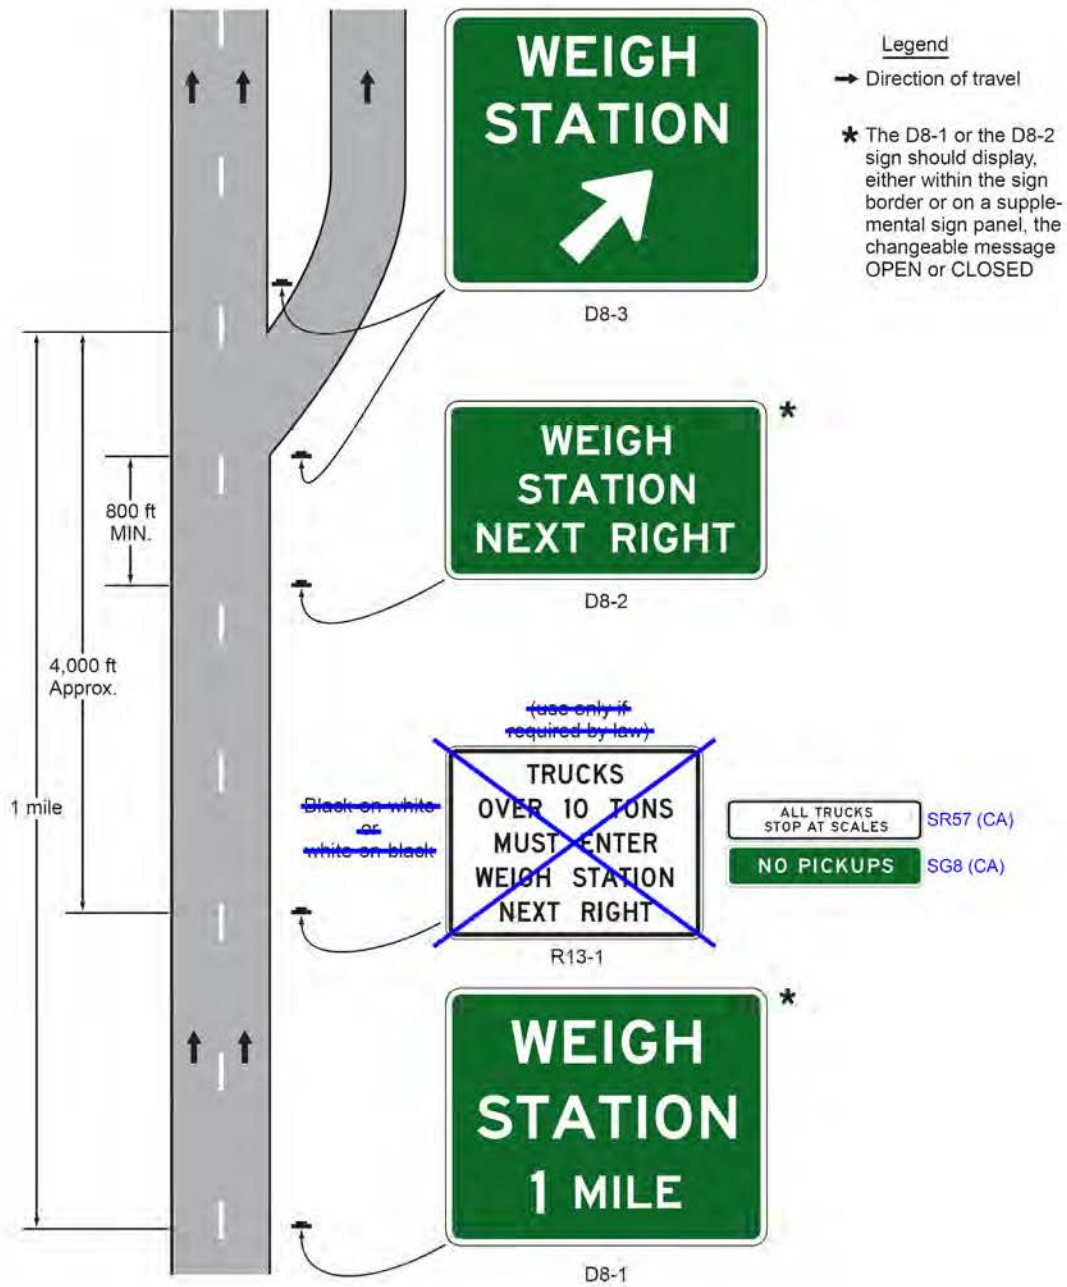 WEIGH
STATION
D8-3
Legend
Direction of travel
* The D8-1 or the D8-2
sign should display,
either within the sign
border or on a supple-
mental sign panel, the
changeable message
OPEN or CLOSED
WEIGH
STATION
NEXT RIGHT
*
D8-2
800 ft
MIN.
4,000 ft
Approx.
1 mile
(use only if
required by law)
Black on white
or
white on black
TRUCKS
OVER 10 TONS
MUST ENTER
WEIGH STATION
NEXT RIGHT
R13-1
ALL TRUCKS
STOP AT SCALES
SR57 (CA)
NO PICKUPS
SG8 (CA)
WEIGH
STATION
1 MILE
*
D8-1